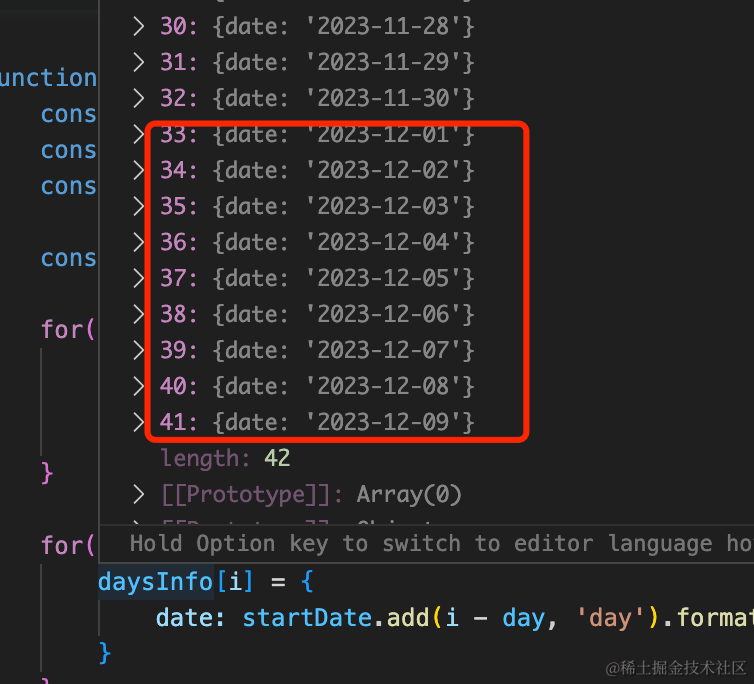 30: {date: '2023-11-28'}
31: {date: '2023-11-29'}
unction
32: {date: '2023-11-30'}
cons
33: {date: '2023-12-01'}
cons
34: {date: '2023-12-02'}
cons
35: {date: '2023-12-03'}
36: {date: '2023-12-04'}
cons
37: {date: '2023-12-05'}
38: {date: '2023-12-06'}
for(
39: {date: '2023-12-07'}
40: {date: '2023-12-08'}
41: {date: '2023-12-09'}
length: 42
}
[[Prototype]]: Array(0)
for(
Hold Option key to switch to editor language ho
daysInfo[i] = {
date: startDate.add(i - day, 'day').format
}
@稀土掘金技术社区